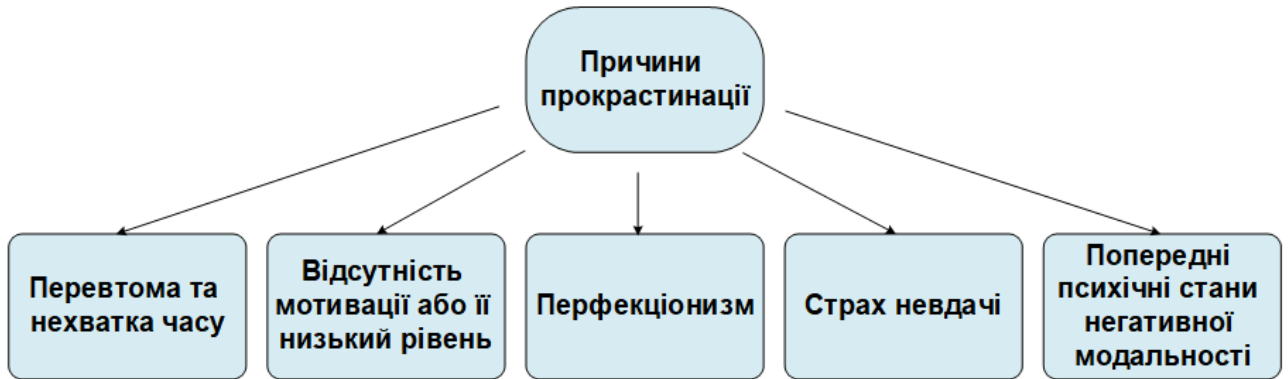 Причини
прокрастинації
Перевтома та
нехватка часу
Відсутність
мотивації або її
низький рівень
Перфекціонизм
Страх невдачі
Попередні
психічні стани
негативної
модальності